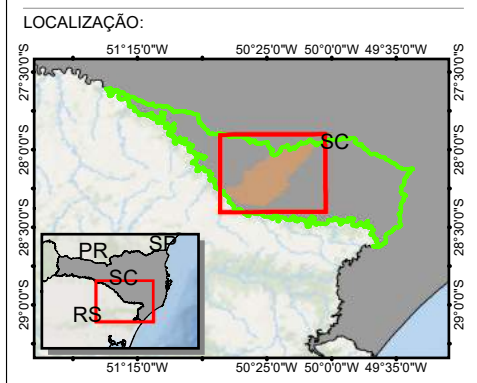 LOCALIZAÇÃO:
51°15'0"W 50°25'0"W 50°0'0"W 49°35'0"W
27°30'0"S 27°30'0"S
SC
28°0'0"S 28°0'0"S
28°30'0"S 28°30'0"S
PR SP
SC
RS
29°0'0"S 29°0'0"S
51°15'0"W 50°25'0"W 50°0'0"W 49°35'0"W